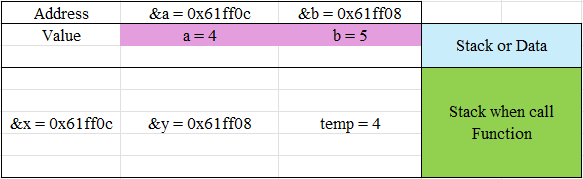 Address &a = 0x61ff0c &b = 0x61ff08
Value a = 4 b = 5 Stack or Data
&x = 0x61ff0c &y = 0x61ff08 temp = 4 Stack when call
Function